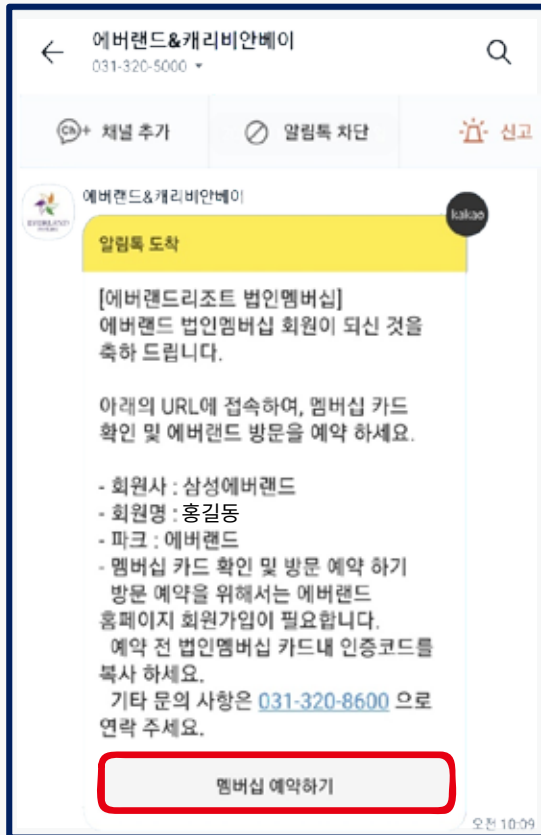 에버랜드&캐리비안베이
031-320-5000
Ch+ 채널 추가
알림톡 차단
신고
에버랜드&캐리비안베이
EVERLAND
kakao
알림톡 도착
[에버랜드리조트 법인멤버십]
에버랜드 법인멤버십 회원이 되신 것을
축하 드립니다.
아래의 URL에 접속하여, 멤버십 카드
확인 및 에버랜드 방문을 예약 하세요.
- 회원사 : 삼성에버랜드
- 회원명 : 홍길동
- 파크 : 에버랜드
- 멤버십 카드 확인 및 방문 예약 하기
방문 예약을 위해서는 에버랜드
홈페이지 회원가입이 필요합니다.
예약 전 법인멤버십 카드내 인증코드를
복사 하세요.
기타 문의 사항은 031-320-8600 으로
연락 주세요.
멤버십 예약하기
오전 10:09